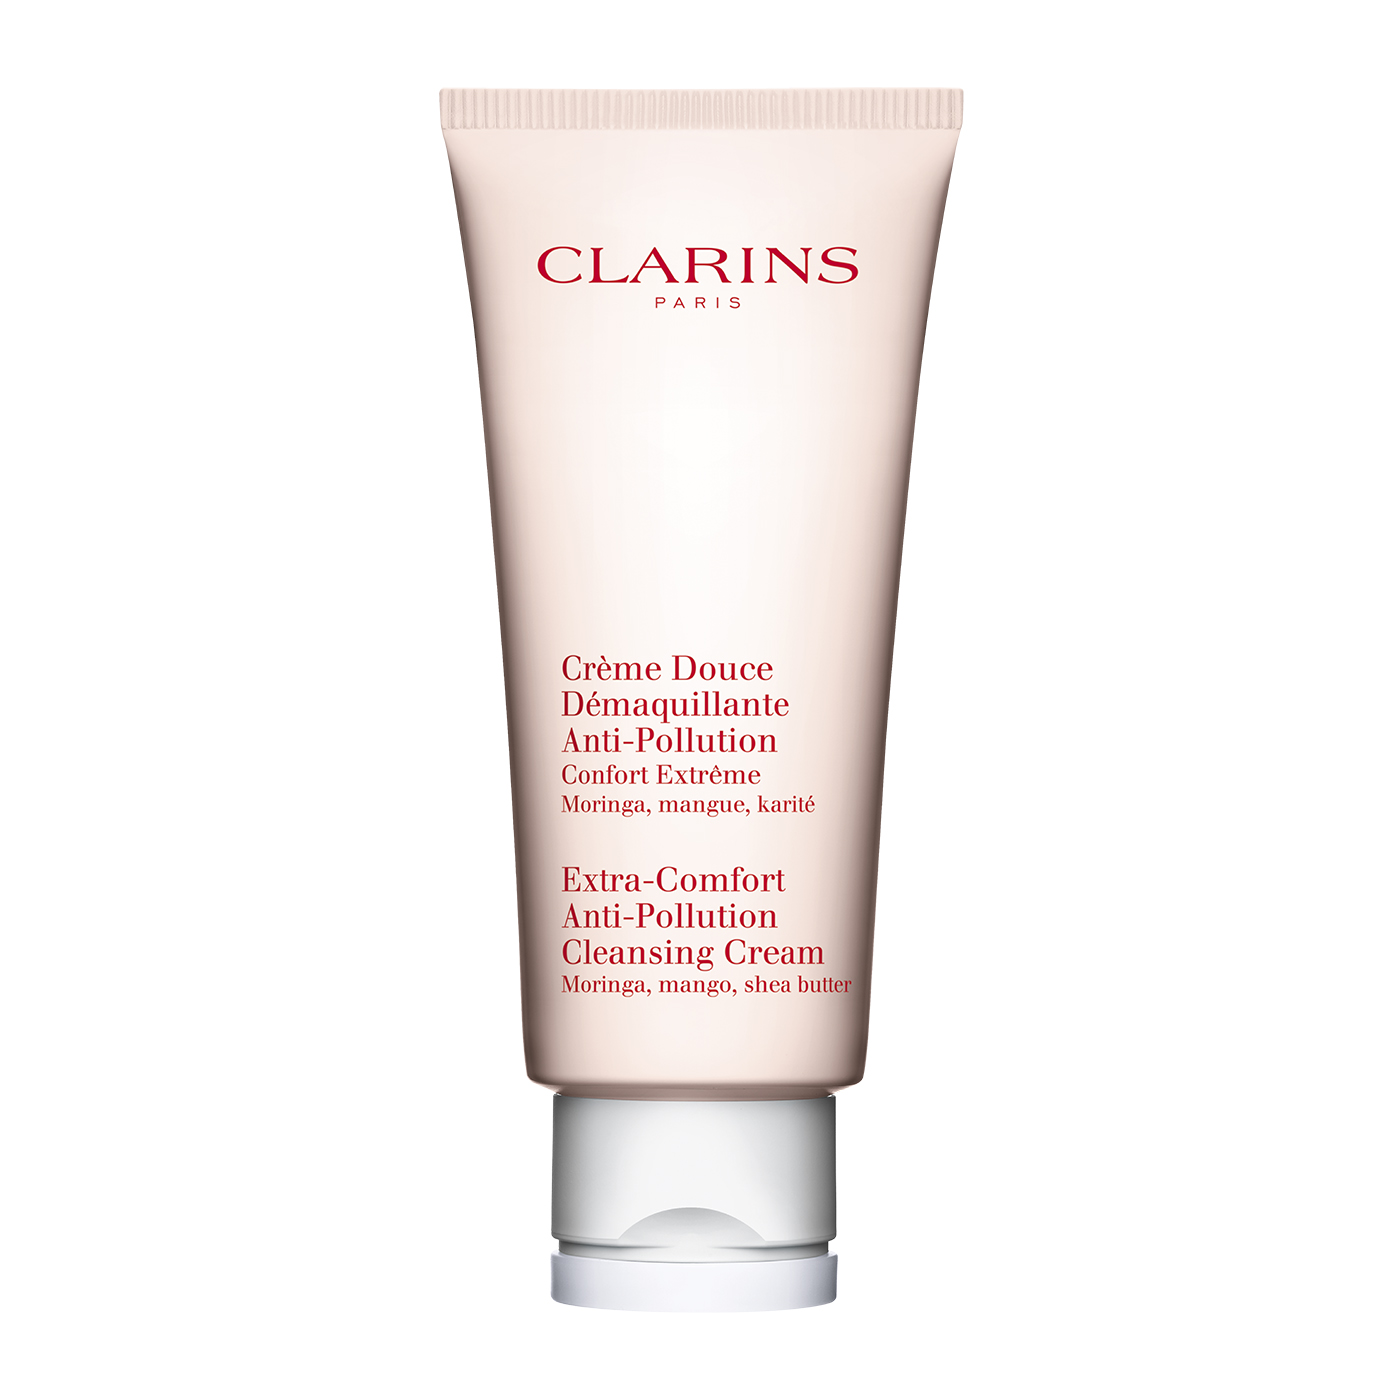 CLARINS
PARIS
Crème Douce
Démaquillante
Anti-Pollution
Confort Extrême
Moringa, mangue, karité
Extra-Comfort
Anti-Pollution
Cleansing Cream
Moringa, mango, shea butter